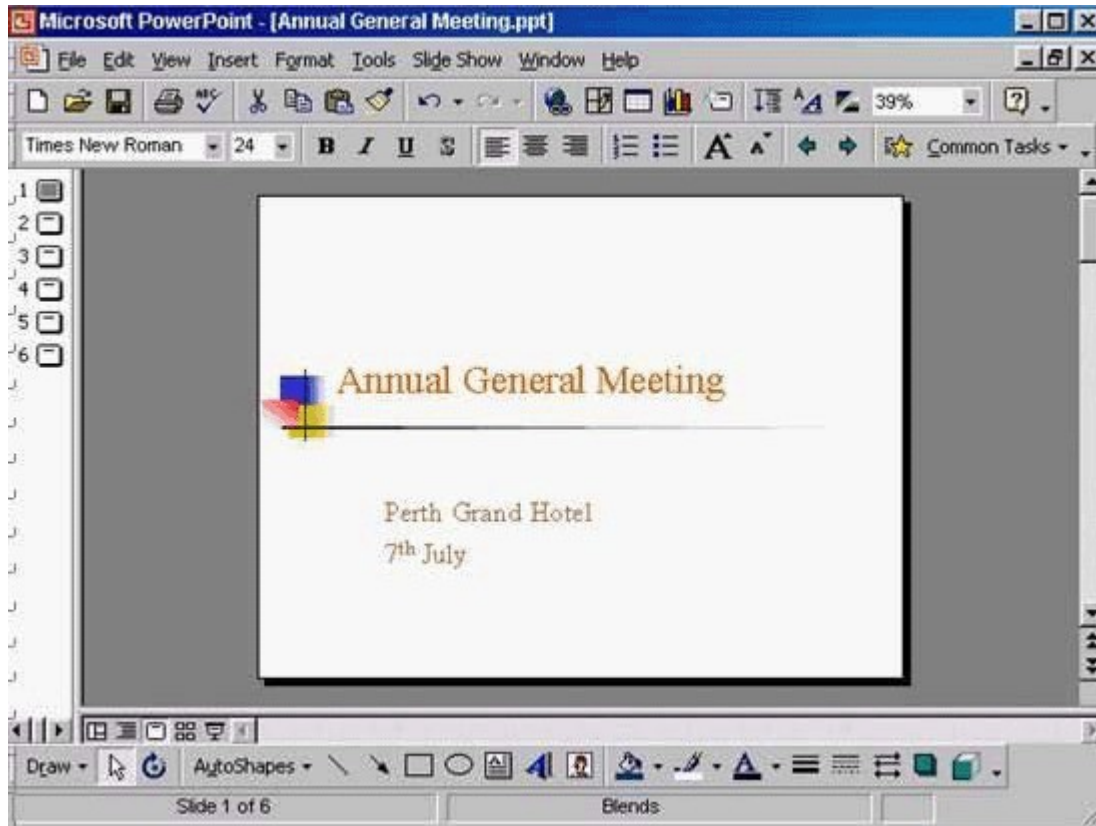 Microsoft PowerPoint - [Annual General Meeting.ppt]
File Edit View Insert Format Tools Slide Show Window Help
ABC
39%
Times New Roman 24 B I U S A A Common Tasks
1
2
3
4
5
6
Annual General Meeting
Perth Grand Hotel
7th July
Draw AutoShapes
Slide 1 of 6 Blends